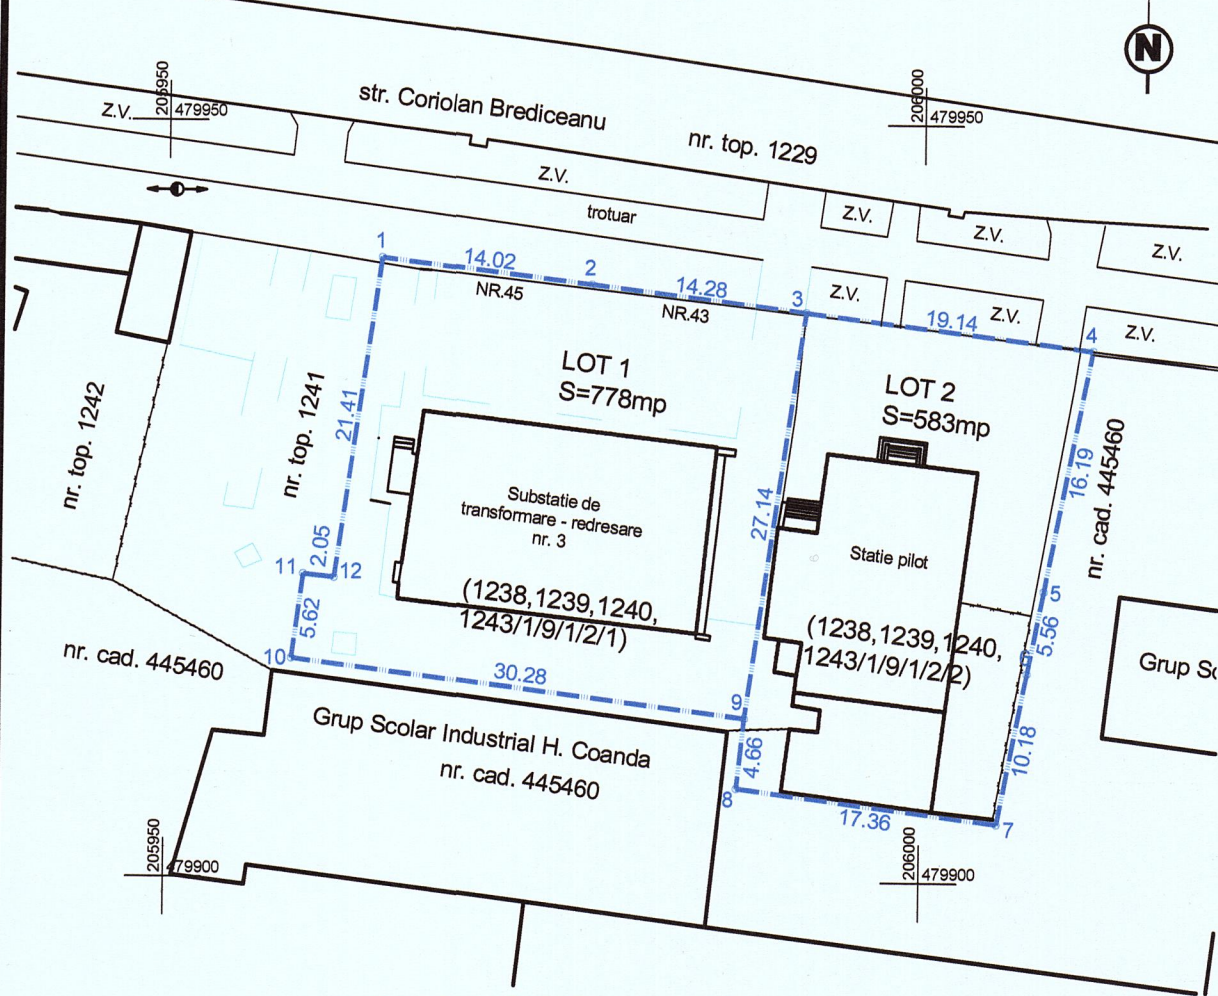 N
205950
479950
206000
479950
Z.V.
str. Coriolan Brediceanu
nr. top. 1229
Z.V.
trotuar
Z.V.
Z.V.
Z.V.
1
14.02
2
14.28
3
Z.V.
19.14
Z.V.
4
Z.V.
NR.45
NR.43
LOT 1
S=778mp
LOT 2
S=583mp
nr. top. 1242
nr. top. 1241
21.41
27.14
16.19
nr. cad. 445460
Substatie de
transformare - redresare
nr. 3
Statie pilot
2.05
11
12
5
5.62
(1238,1239,1240,
1243/1/9/1/2/1)
(1238,1239,1240,
1243/1/9/1/2/2)
5.56
6
Grup Sc
nr. cad. 445460
10
30.28
9
Grup Scolar Industrial H. Coanda
nr. cad. 445460
4.66
8
17.36
10.18
7
205950
479900
206000
479900